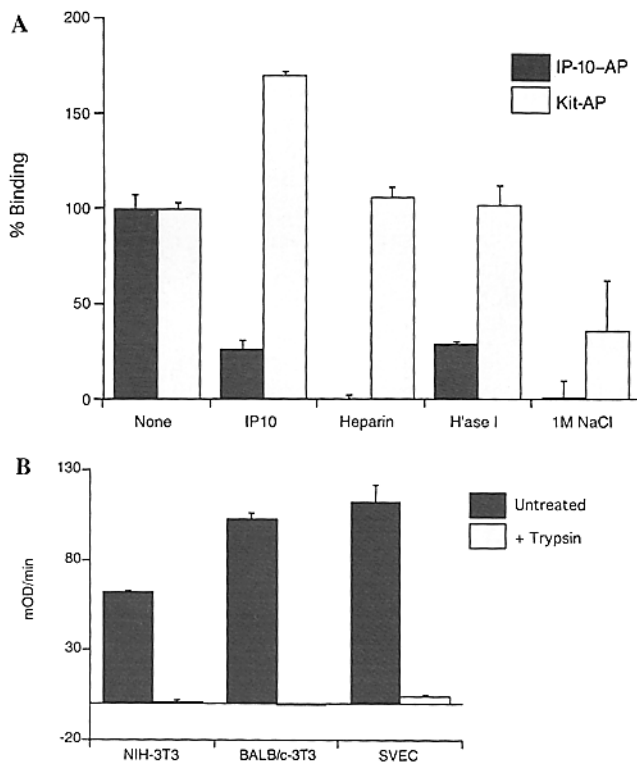 A
200
150
100
50
0
% Binding
IP-10–AP
Kit-AP
None IP10 Heparin H'ase I 1M NaCl
B
130
80
30
-20
mOD/min
Untreated
+ Trypsin
NIH-3T3 BALB/c-3T3 SVEC